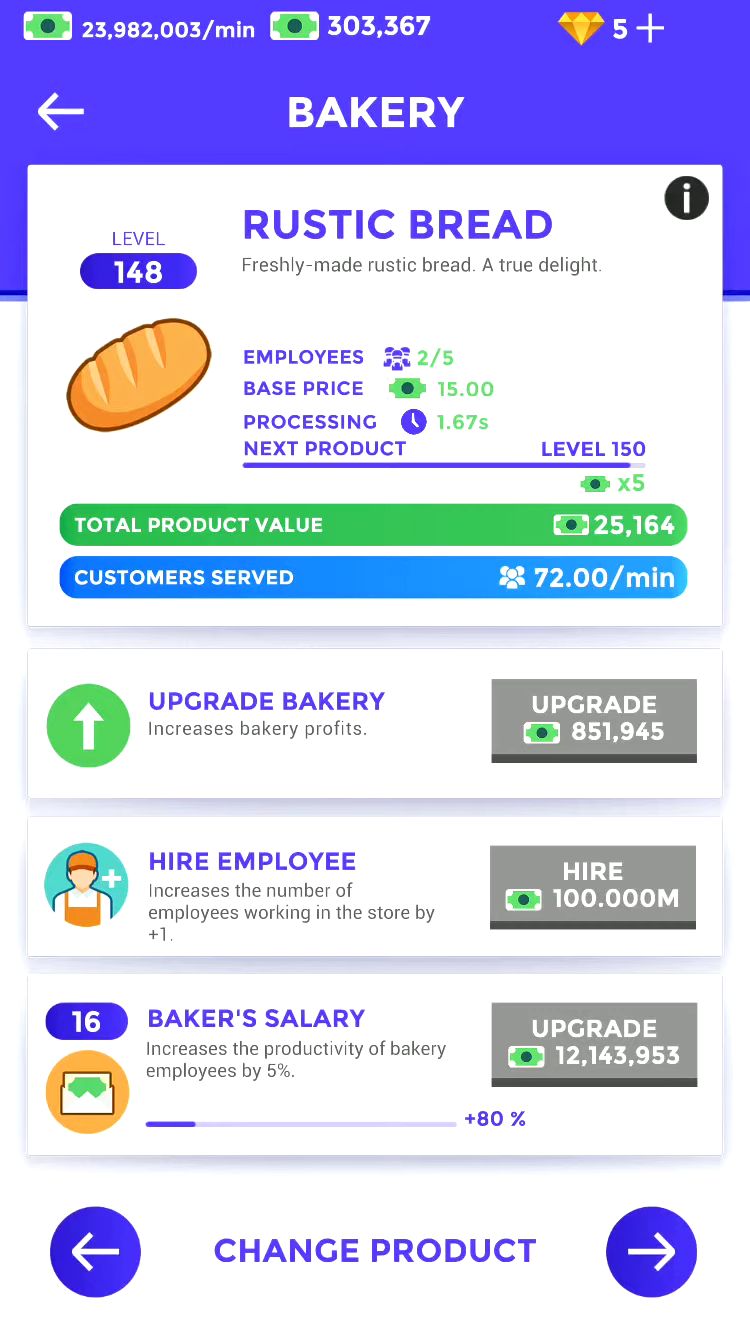 23,982,003/min 303,367 5
BAKERY
LEVEL
148
RUSTIC BREAD
Freshly-made rustic bread. A true delight.
EMPLOYEES 2/5
BASE PRICE 15.00
PROCESSING 1.67s
NEXT PRODUCT LEVEL 150
x5
TOTAL PRODUCT VALUE 25,164
CUSTOMERS SERVED 72.00/min
UPGRADE BAKERY
Increases bakery profits.
UPGRADE
851,945
HIRE EMPLOYEE
Increases the number of
employees working in the store by
+1.
HIRE
100.000M
16
BAKER'S SALARY
Increases the productivity of bakery
employees by 5%.
UPGRADE
12,143,953
+80 %
CHANGE PRODUCT